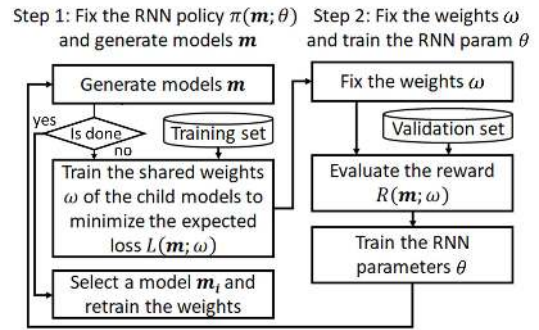 Step 1: Fix the RNN policy π(m; θ)
and generate models m
Step 2: Fix the weights ω
and train the RNN param θ
Generate models m
yes
Is done
no
Training set
Train the shared weights
ω of the child models to
minimize the expected
loss L(m; ω)
Select a model mᵢ and
retrain the weights
Fix the weights ω
Validation set
Evaluate the reward
R(m; ω)
Train the RNN
parameters θ